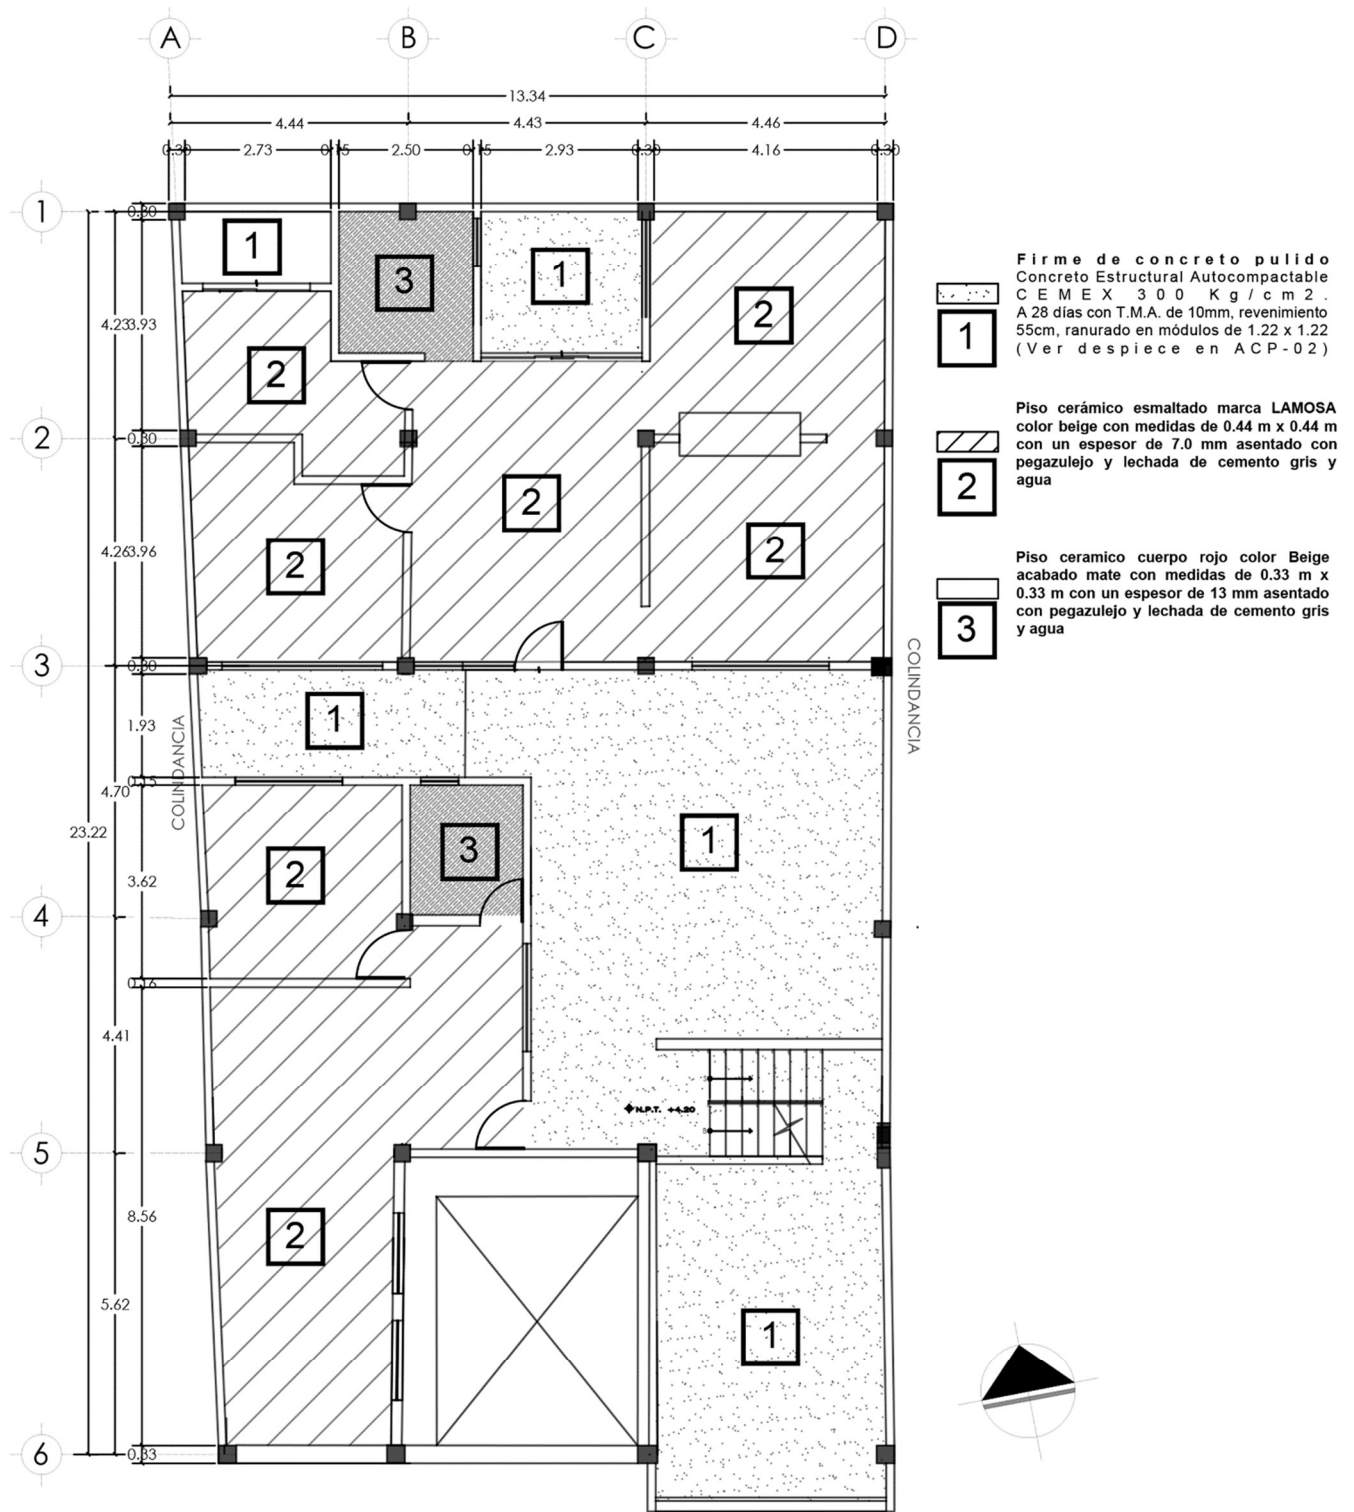 A B C D
13.34
4.44 4.43 4.46
0.30 2.73 0.15 2.50 0.15 2.93 0.30 4.16 0.30
1
0.30
1
3
1
2
Firme de concreto pulido
Concreto Estructural Autocompactable
CEMEX 300 Kg/cm2.
A 28 días con T.M.A. de 10mm, revenimiento
55cm, ranurado en módulos de 1.22 x 1.22
(Ver despiece en ACP-02)
1
4.23 3.93
2
Piso cerámico esmaltado marca LAMOSA
color beige con medidas de 0.44 m x 0.44 m
con un espesor de 7.0 mm asentado con
pegazulejo y lechada de cemento gris y
agua
2
2
0.30
2
4.26 3.96
2
2
Piso ceramico cuerpo rojo color Beige
acabado mate con medidas de 0.33 m x
0.33 m con un espesor de 13 mm asentado
con pegazulejo y lechada de cemento gris
y agua
3
3
0.30
COLINDANCIA
1.93
1
COLINDANCIA
0.15
4.70
23.22
1
3
3.62
2
4
0.16
4.41
N.P.T. +4.20
5
8.56
2
5.62
1
6
0.33